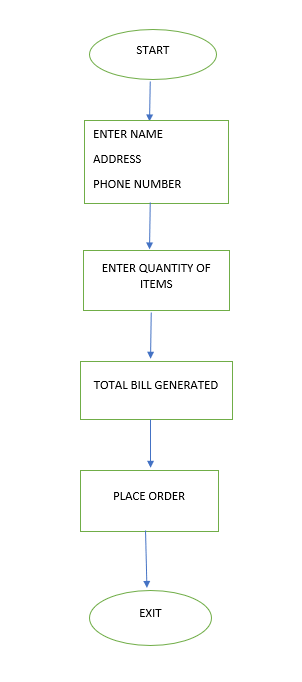 START
ENTER NAME
ADDRESS
PHONE NUMBER
ENTER QUANTITY OF
ITEMS
TOTAL BILL GENERATED
PLACE ORDER
EXIT